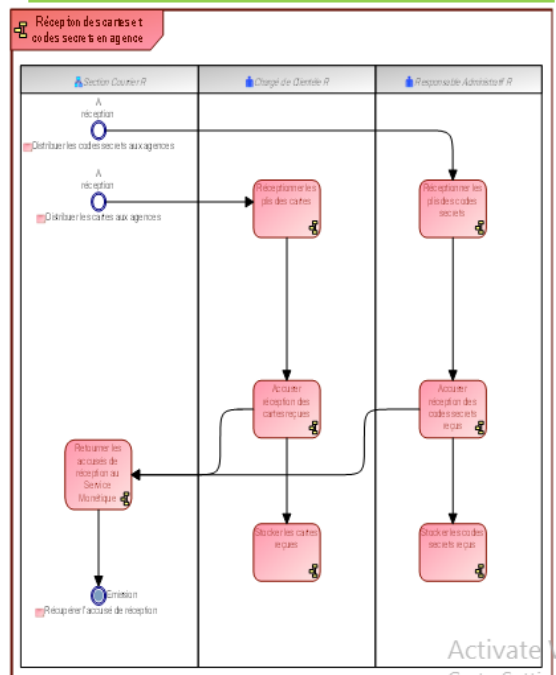 Réception des cartes et
codes secrets en agence
Section Courrier R
Chargé de Clientèle R
Responsable Administratif R
A
réception
Distribuer les codes secrets aux agences
A
réception
Distribuer les cartes aux agences
Réceptionner les
plis des cartes
Réceptionner les
plis des codes
secrets
Accuser
réception des
cartes reçues
Accuser
réception des
codes secrets
reçus
Retourner les
accusés de
réception au
Service
Monétique
Stocker les cartes
reçues
Stocker les codes
secrets reçus
Emission
Récupérer l'accusé de réception
Activate